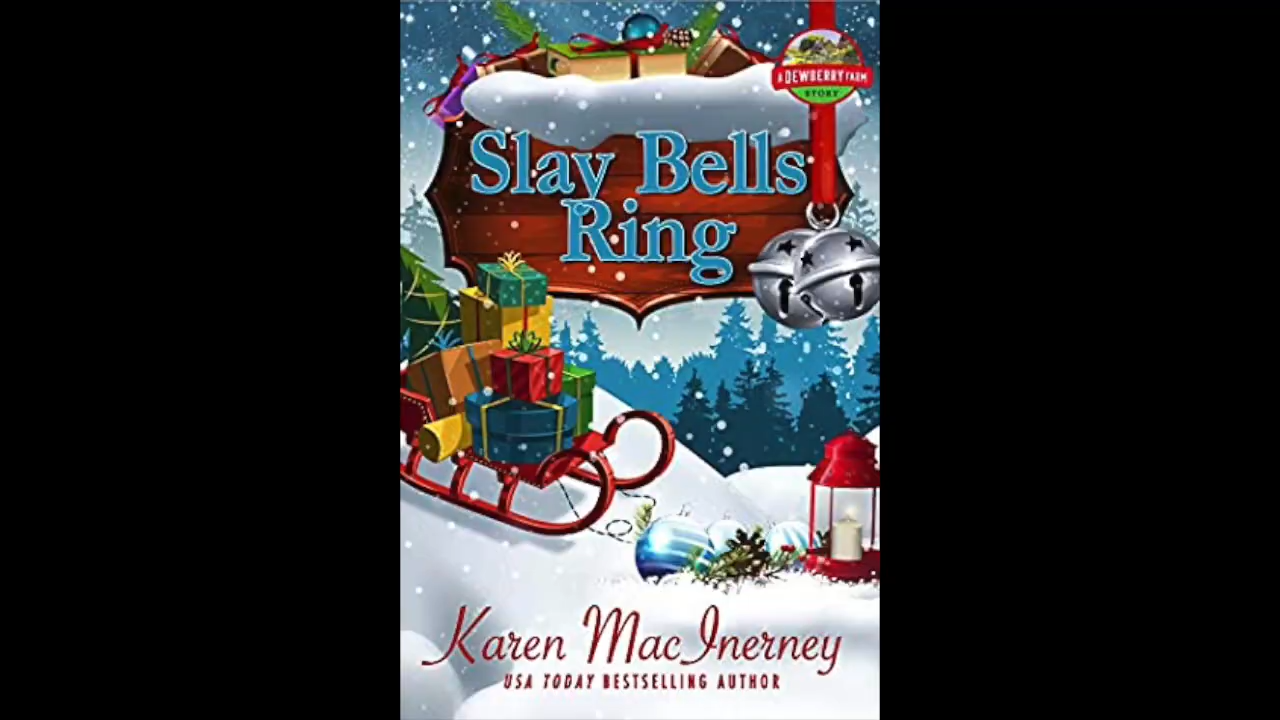 A DEWBERRY FARM
STORY
Slay Bells
Ring
Karen MacInerney
USA TODAY BESTSELLING AUTHOR